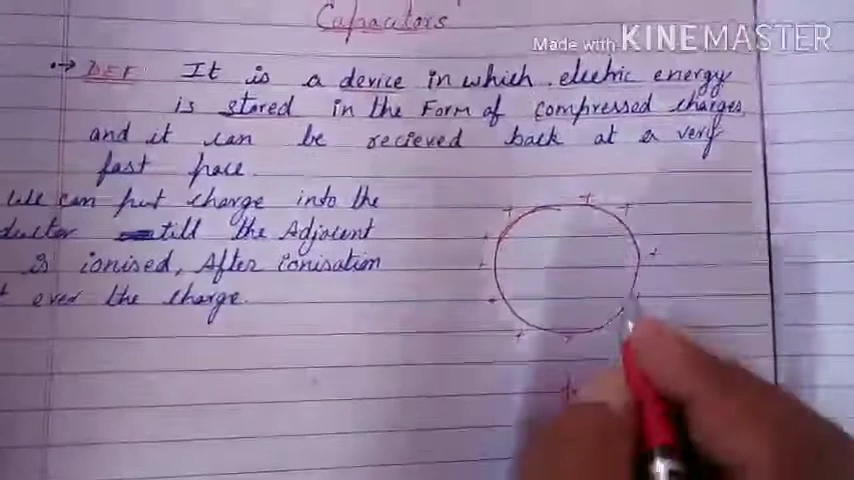 Capacitors
Made with KINEMASTER
DEF It is a device in which electric energy
is stored in the Form of compressed charges,
and it can be recieved back at a very
fast pace.
We can put charge into the
till the Adjacent
is ionised, After ionisation
over the charge.